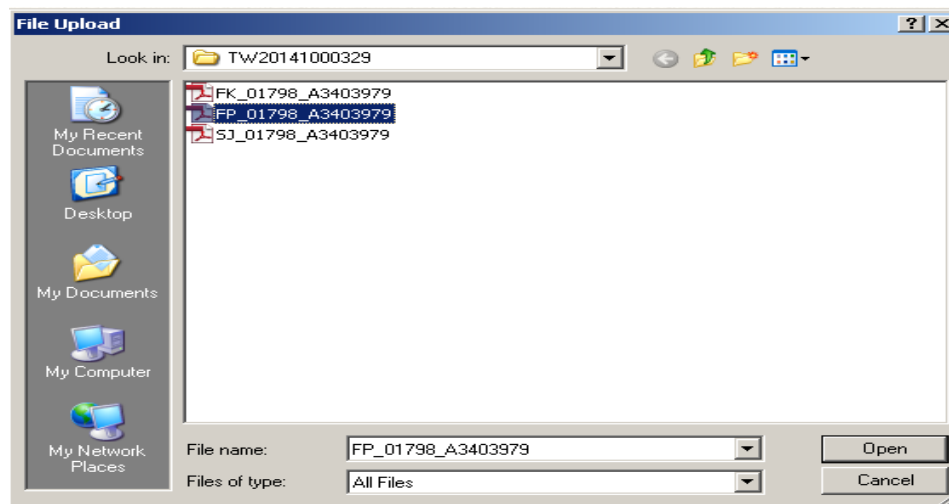 File Upload
Look in: TW20141000329
FK_01798_A3403979
FP_01798_A3403979
SJ_01798_A3403979
My Recent
Documents
Desktop
My Documents
My Computer
My Network
Places
File name: FP_01798_A3403979 Open
Files of type: All Files Cancel